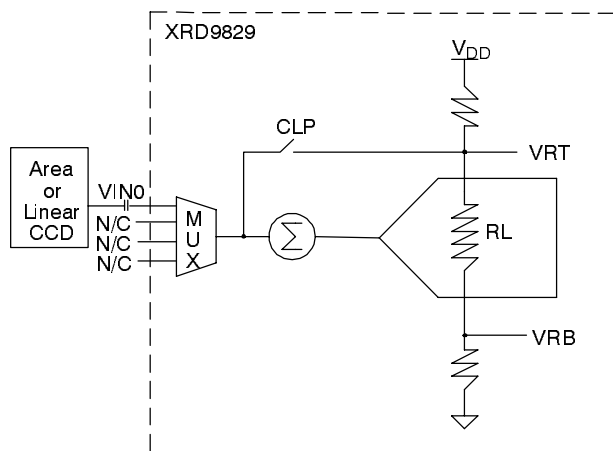 XRD9829
VDD
CLP
VRT
Area
or
Linear
CCD
VIN0
N/C
N/C
N/C
M
U
X
Σ
RL
VRB